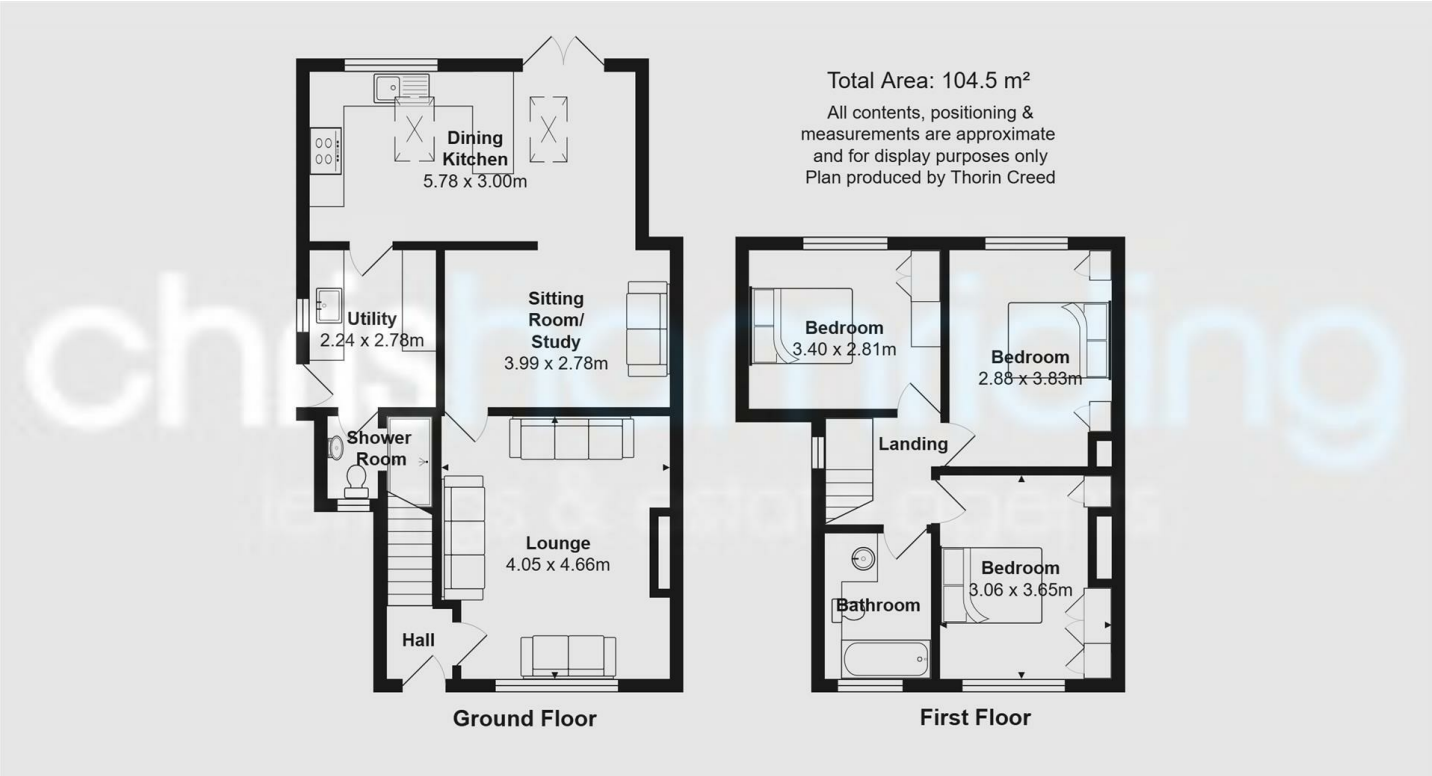 Total Area: 104.5 m²
All contents, positioning &
measurements are approximate
and for display purposes only
Plan produced by Thorin Creed
Dining
Kitchen
5.78 x 3.00m
Utility
2.24 x 2.78m
Sitting
Room/
Study
3.99 x 2.78m
Shower
Room
Lounge
4.05 x 4.66m
Hall
Ground Floor
Bedroom
3.40 x 2.81m
Bedroom
2.88 x 3.83m
Landing
Bedroom
3.06 x 3.65m
Bathroom
First Floor